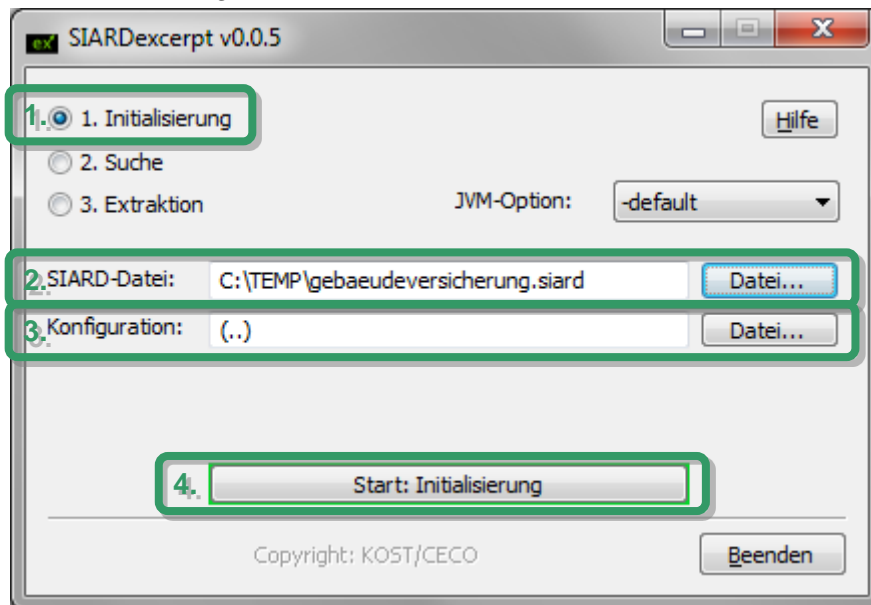 ex SIARDexcerpt v0.0.5
1. 1. Initialisierung Hilfe
2. Suche
3. Extraktion JVM-Option: -default
2. SIARD-Datei: C:\TEMP\gebaeudeversicherung.siard Datei...
3. Konfiguration: (..) Datei...
4. Start: Initialisierung
Copyright: KOST/CECO Beenden